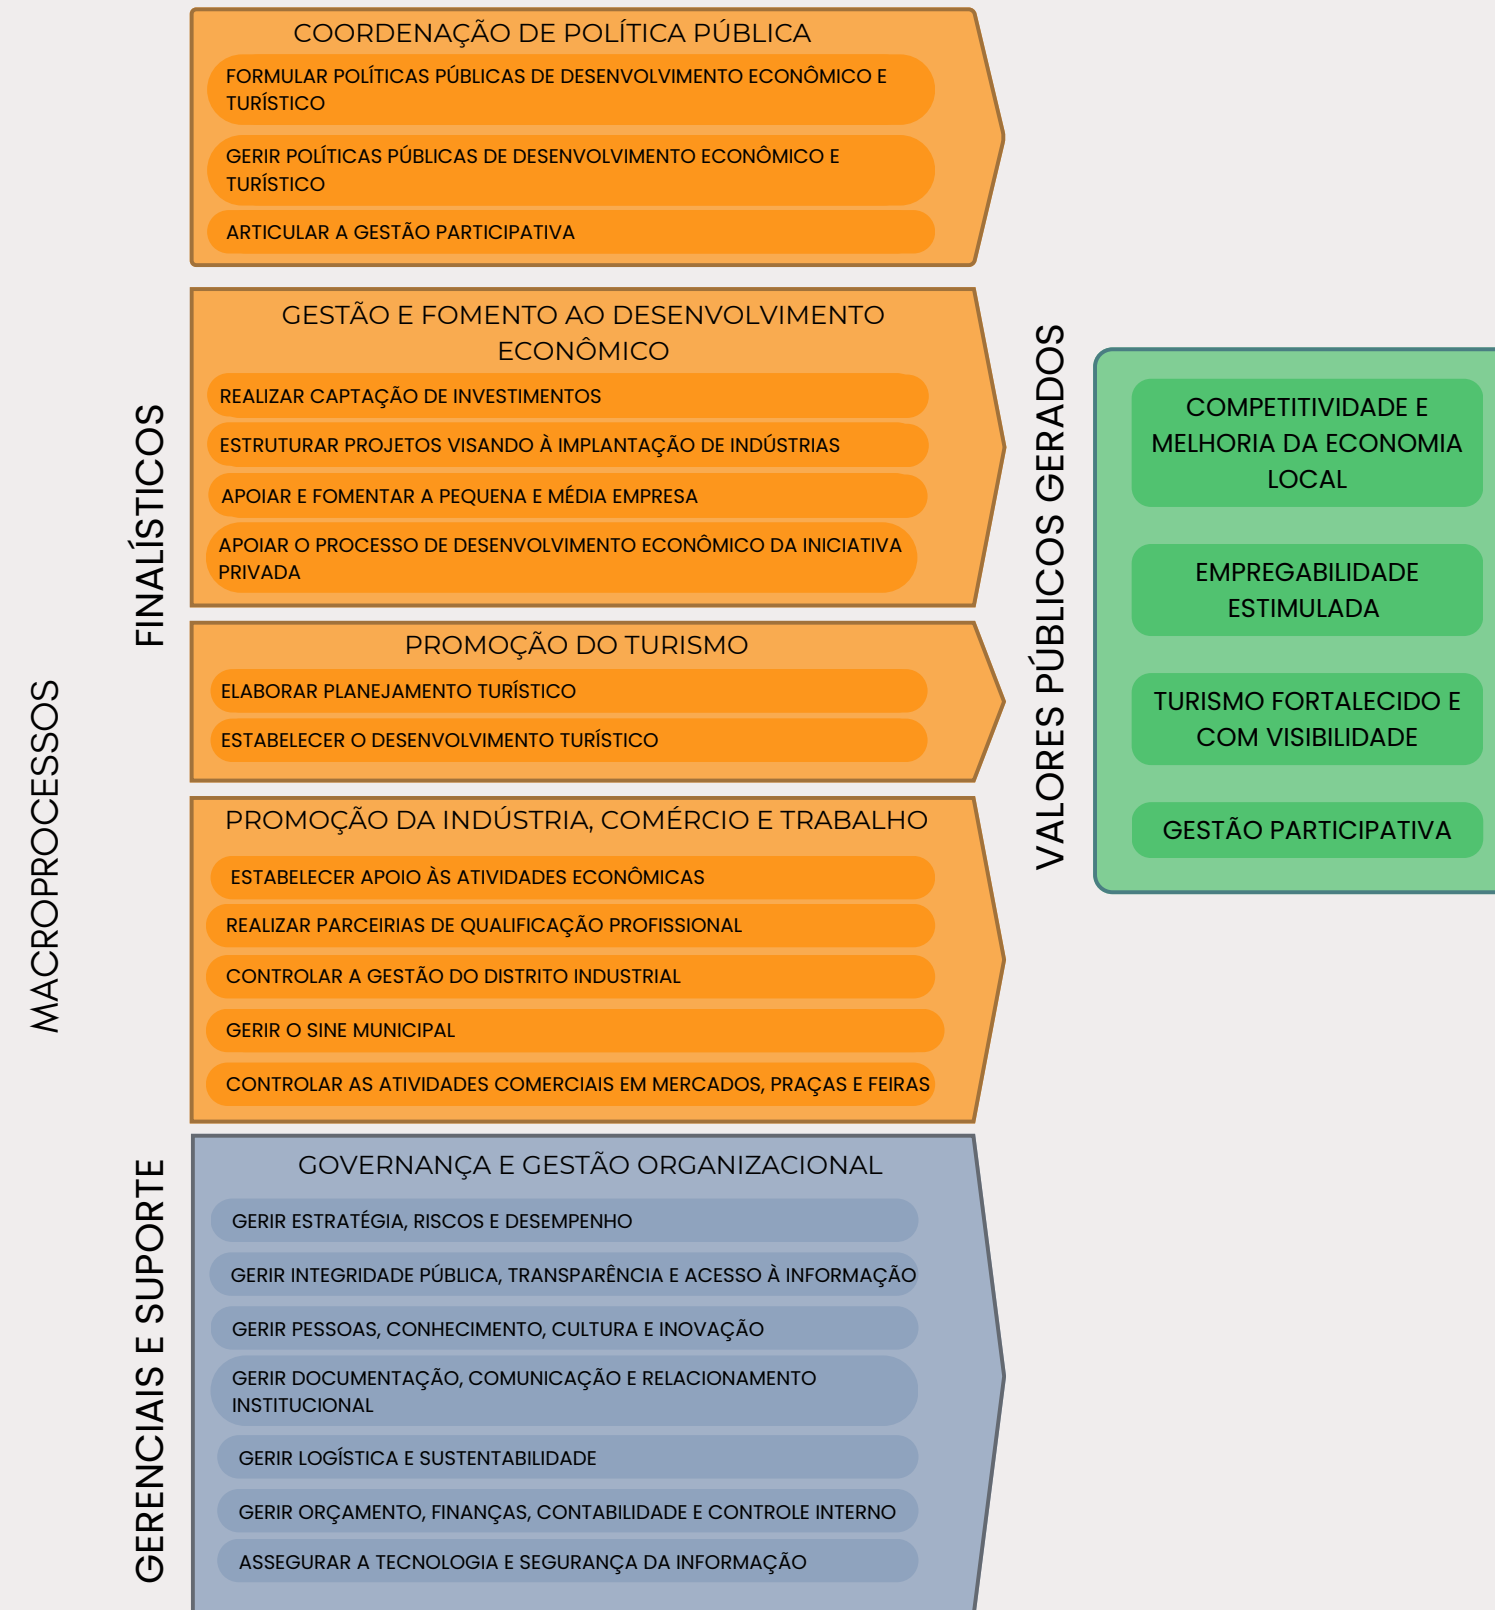 MACROPROCESSOS
FINALÍSTICOS
COORDENAÇÃO DE POLÍTICA PÚBLICA
FORMULAR POLÍTICAS PÚBLICAS DE DESENVOLVIMENTO ECONÔMICO E
TURÍSTICO
GERIR POLÍTICAS PÚBLICAS DE DESENVOLVIMENTO ECONÔMICO E
TURÍSTICO
ARTICULAR A GESTÃO PARTICIPATIVA
GESTÃO E FOMENTO AO DESENVOLVIMENTO
ECONÔMICO
REALIZAR CAPTAÇÃO DE INVESTIMENTOS
ESTRUTURAR PROJETOS VISANDO À IMPLANTAÇÃO DE INDÚSTRIAS
APOIAR E FOMENTAR A PEQUENA E MÉDIA EMPRESA
APOIAR O PROCESSO DE DESENVOLVIMENTO ECONÔMICO DA INICIATIVA
PRIVADA
PROMOÇÃO DO TURISMO
ELABORAR PLANEJAMENTO TURÍSTICO
ESTABELECER O DESENVOLVIMENTO TURÍSTICO
PROMOÇÃO DA INDÚSTRIA, COMÉRCIO E TRABALHO
ESTABELECER APOIO ÀS ATIVIDADES ECONÔMICAS
REALIZAR PARCEIRIAS DE QUALIFICAÇÃO PROFISSIONAL
CONTROLAR A GESTÃO DO DISTRITO INDUSTRIAL
GERIR O SINE MUNICIPAL
CONTROLAR AS ATIVIDADES COMERCIAIS EM MERCADOS, PRAÇAS E FEIRAS
GERENCIAIS E SUPORTE
GOVERNANÇA E GESTÃO ORGANIZACIONAL
GERIR ESTRATÉGIA, RISCOS E DESEMPENHO
GERIR INTEGRIDADE PÚBLICA, TRANSPARÊNCIA E ACESSO À INFORMAÇÃO
GERIR PESSOAS, CONHECIMENTO, CULTURA E INOVAÇÃO
GERIR DOCUMENTAÇÃO, COMUNICAÇÃO E RELACIONAMENTO
INSTITUCIONAL
GERIR LOGÍSTICA E SUSTENTABILIDADE
GERIR ORÇAMENTO, FINANÇAS, CONTABILIDADE E CONTROLE INTERNO
ASSEGURAR A TECNOLOGIA E SEGURANÇA DA INFORMAÇÃO
VALORES PÚBLICOS GERADOS
COMPETITIVIDADE E
MELHORIA DA ECONOMIA
LOCAL
EMPREGABILIDADE
ESTIMULADA
TURISMO FORTALECIDO E
COM VISIBILIDADE
GESTÃO PARTICIPATIVA